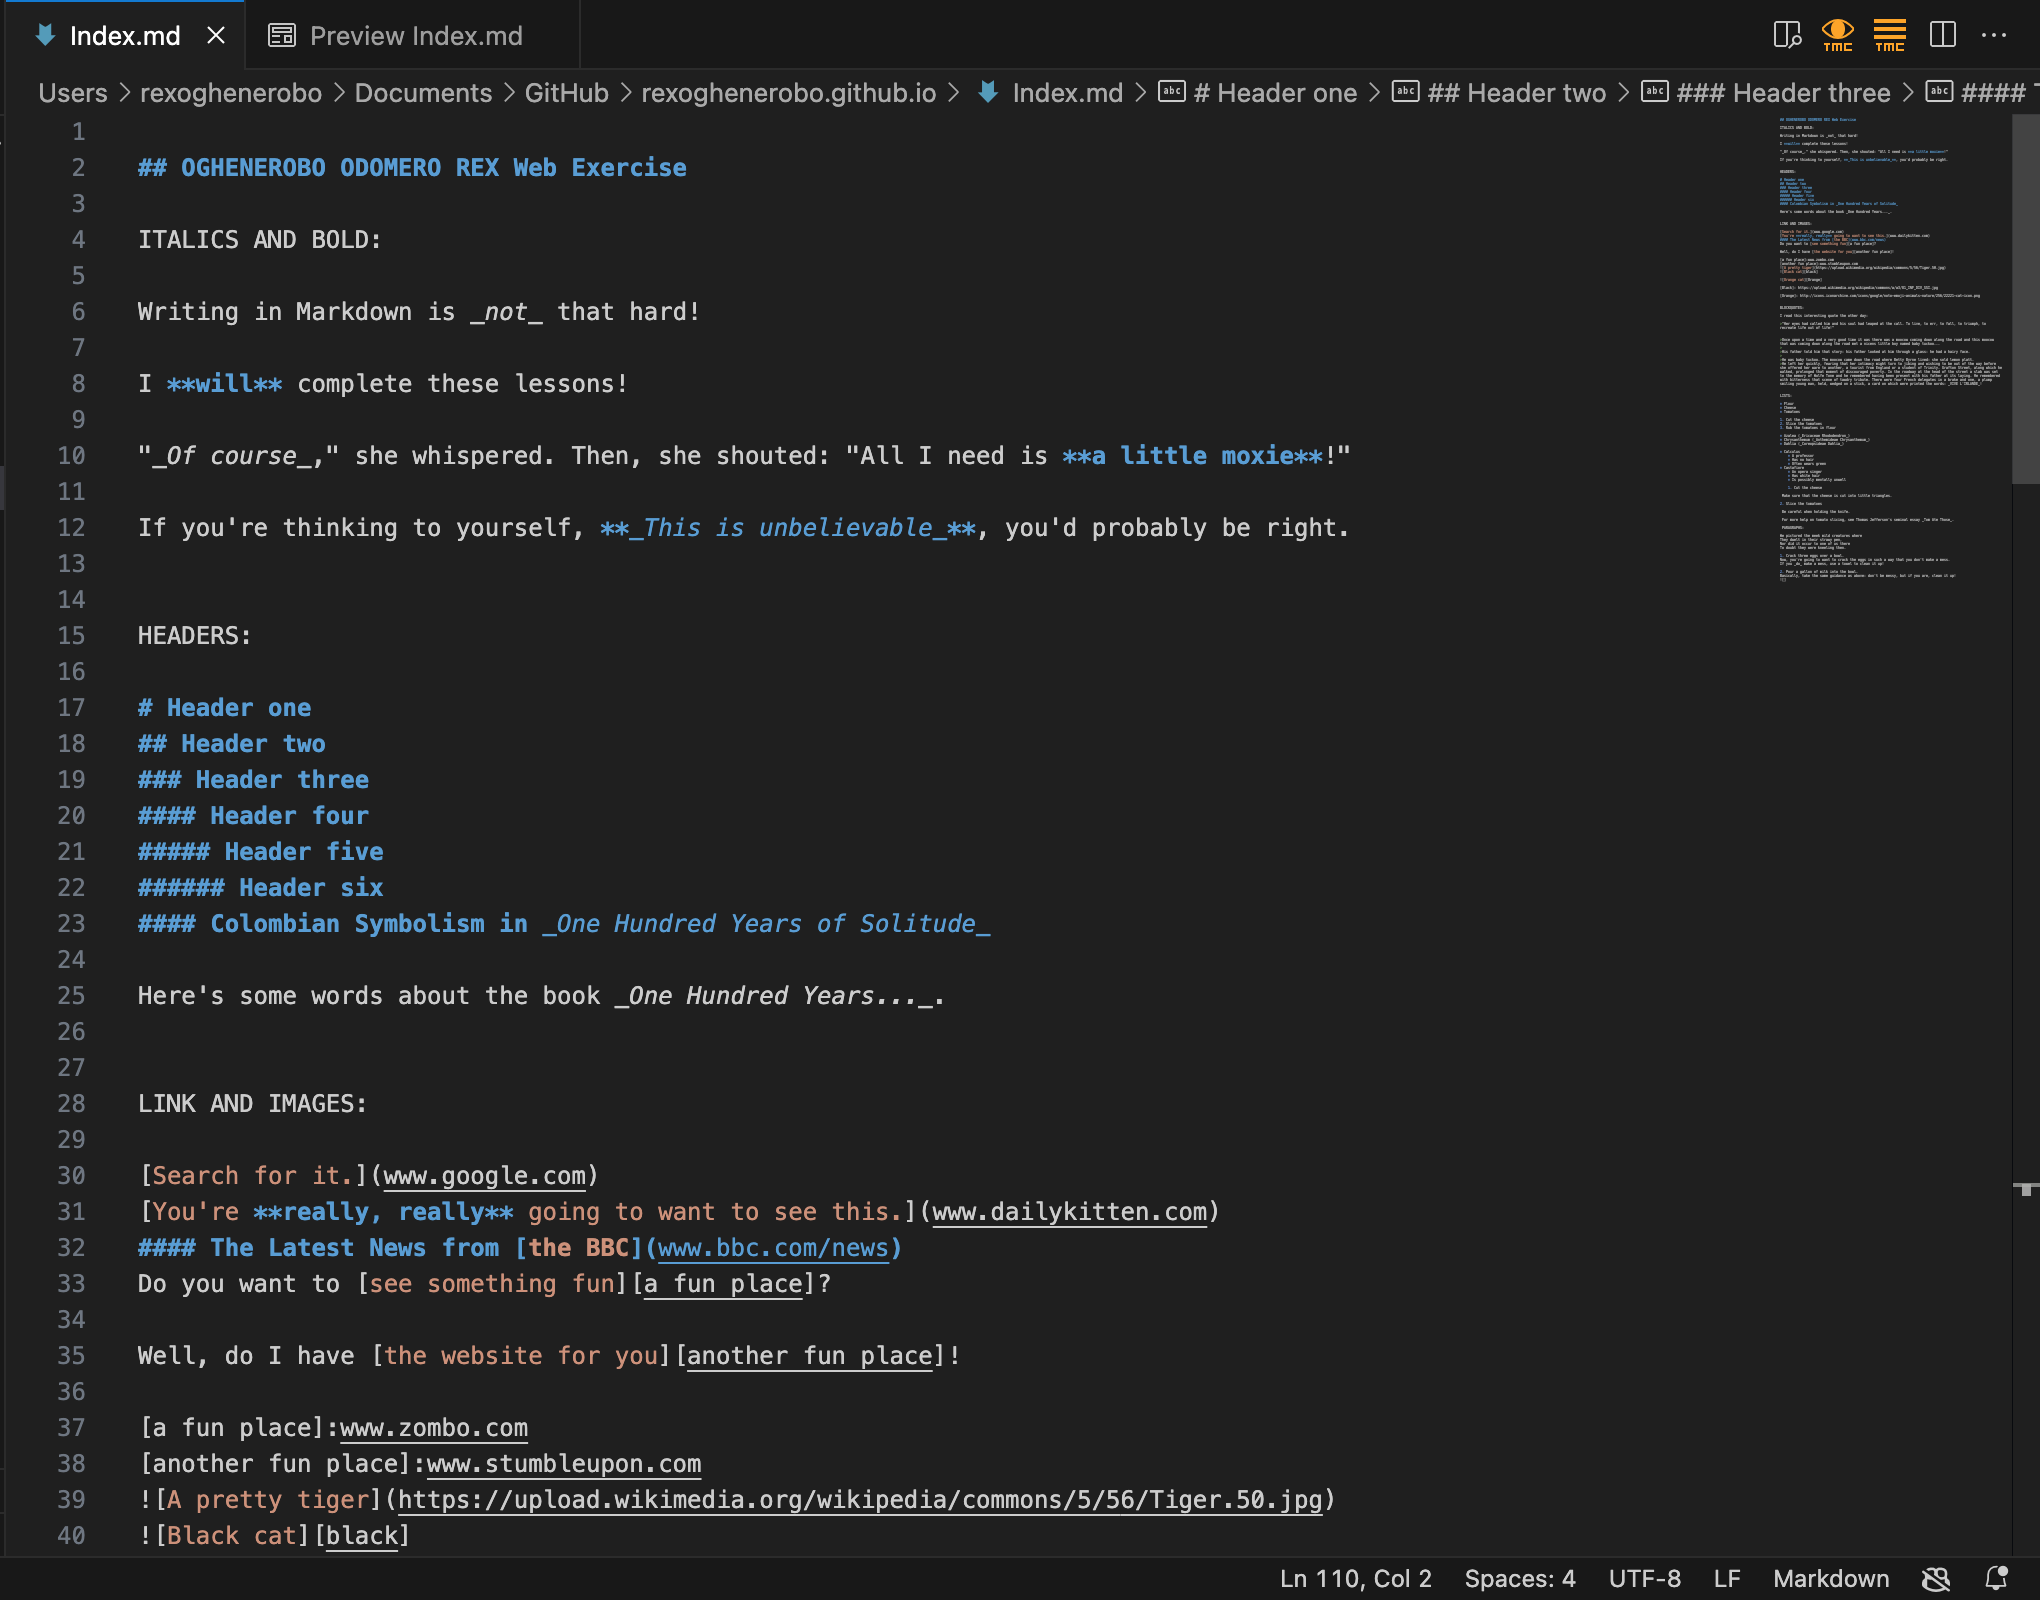 Index.md
Preview Index.md
TMC
TMC
Users > rexoghenerobo > Documents > GitHub > rexoghenerobo.github.io > Index.md > # Header one > ## Header two > ### Header three > ####
1
2 ## OGHENEROBO ODOMERO REX Web Exercise
3
4 ITALICS AND BOLD:
5
6 Writing in Markdown is _not_ that hard!
7
8 I **will** complete these lessons!
9
10 "_Of course_," she whispered. Then, she shouted: "All I need is **a little moxie**!"
11
12 If you're thinking to yourself, **_This is unbelievable_**, you'd probably be right.
13
14
15 HEADERS:
16
17 # Header one
18 ## Header two
19 ### Header three
20 #### Header four
21 ##### Header five
22 ###### Header six
23 #### Colombian Symbolism in _One Hundred Years of Solitude_
24
25 Here's some words about the book _One Hundred Years..._.
26
27
28 LINK AND IMAGES:
29
30 [Search for it.](www.google.com)
31 [You're **really, really** going to want to see this.](www.dailykitten.com)
32 #### The Latest News from [the BBC](www.bbc.com/news)
33 Do you want to [see something fun][a fun place]?
34
35 Well, do I have [the website for you][another fun place]!
36
37 [a fun place]:www.zombo.com
38 [another fun place]:www.stumbleupon.com
39 ![A pretty tiger](https://upload.wikimedia.org/wikipedia/commons/5/56/Tiger.50.jpg)
40 ![Black cat][black]
Ln 110, Col 2 Spaces: 4 UTF-8 LF Markdown